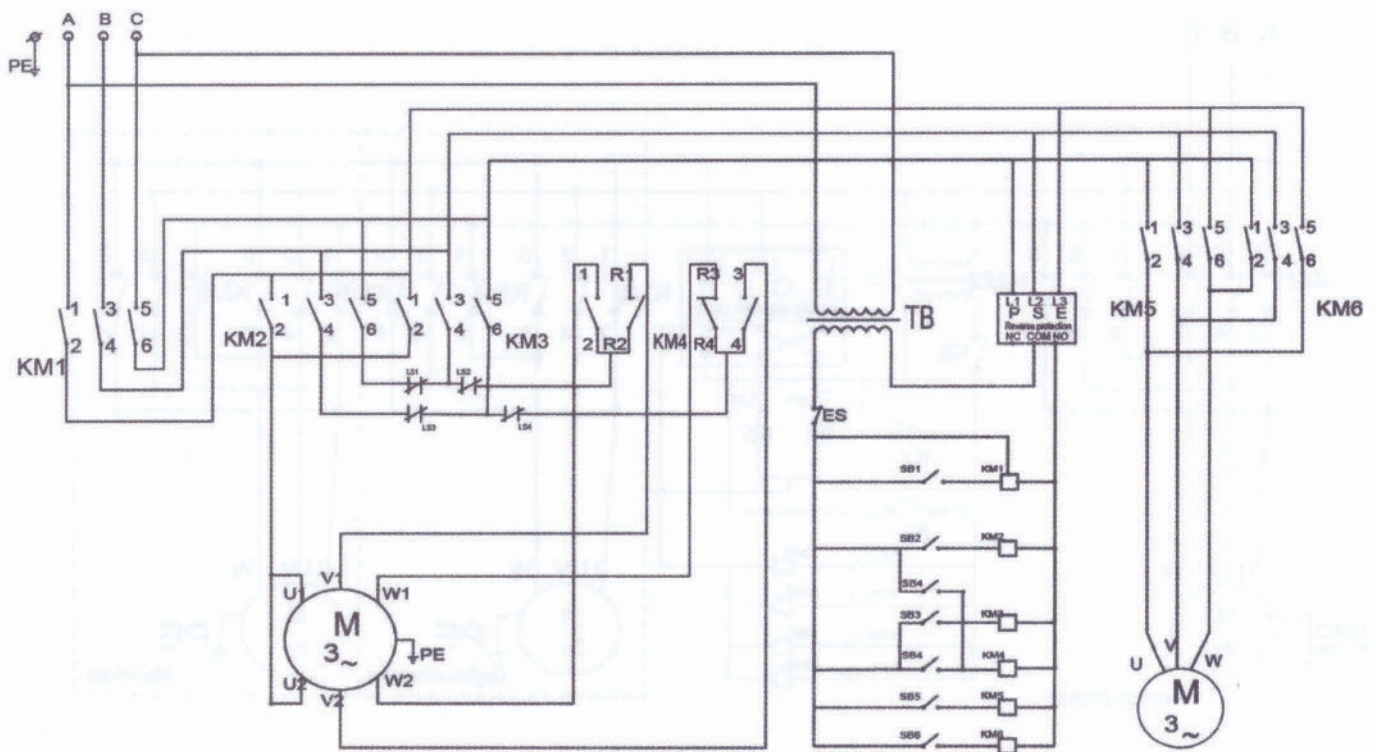 A B C
PE
1 3 5
2 4 6
KM1
KM2
1 3 5
2 4 6
1 3 5
2 4 6
KM3
1 R1
2 R2
KM4
R3 3
R4 4
TB
L1 L2 L3
P S E
Reverse protection
NC COM NO
1 3 5
2 4 6
KM5
1 3 5
2 4 6
KM6
LS1 LS2
LS3 LS4
ES
SB1 KM1
SB2 KM2
SB4
SB3 KM3
SB4 KM4
SB5 KM5
SB6 KM6
U1 V1 W1
M
3~
PE
U2 V2 W2
U V W
M
3~